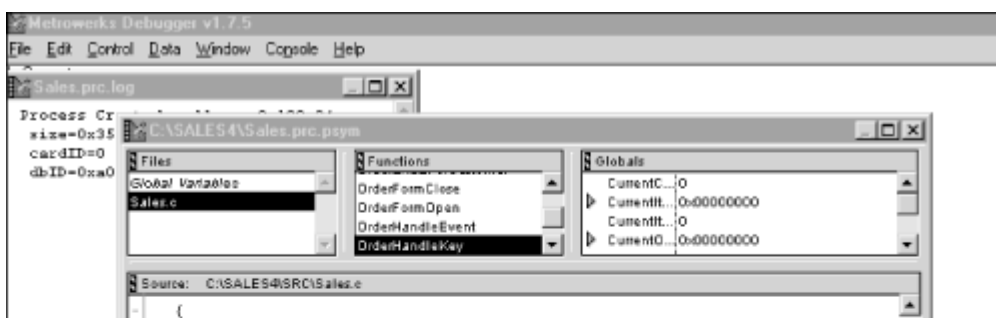 Metrowerks Debugger v1.7.5
File Edit Control Data Window Console Help
Sales.prc.log
Process Cr
size=0x35
cardID=0
dbID=0xa0
C:\SALES4\Sales.prc.psym
Files
Global Variables
Sales.c
Functions
OrderFormClose
OrderFormOpen
OrderHandleEvent
OrderHandleKey
Globals
CurrentC... 0
CurrentIt... 0x00000000
CurrentIt... 0
CurrentO... 0x00000000
Source: C:\SALES4\SRC\Sales.c
{